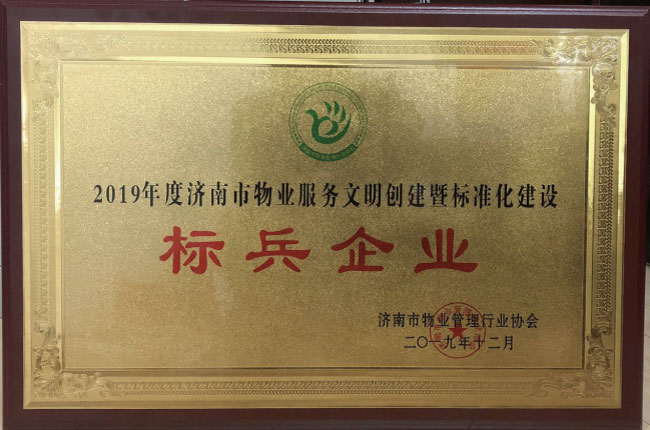 2019年度济南市物业服务文明创建暨标准化建设
标兵企业
济南市物业管理行业协会
二〇一九年十二月